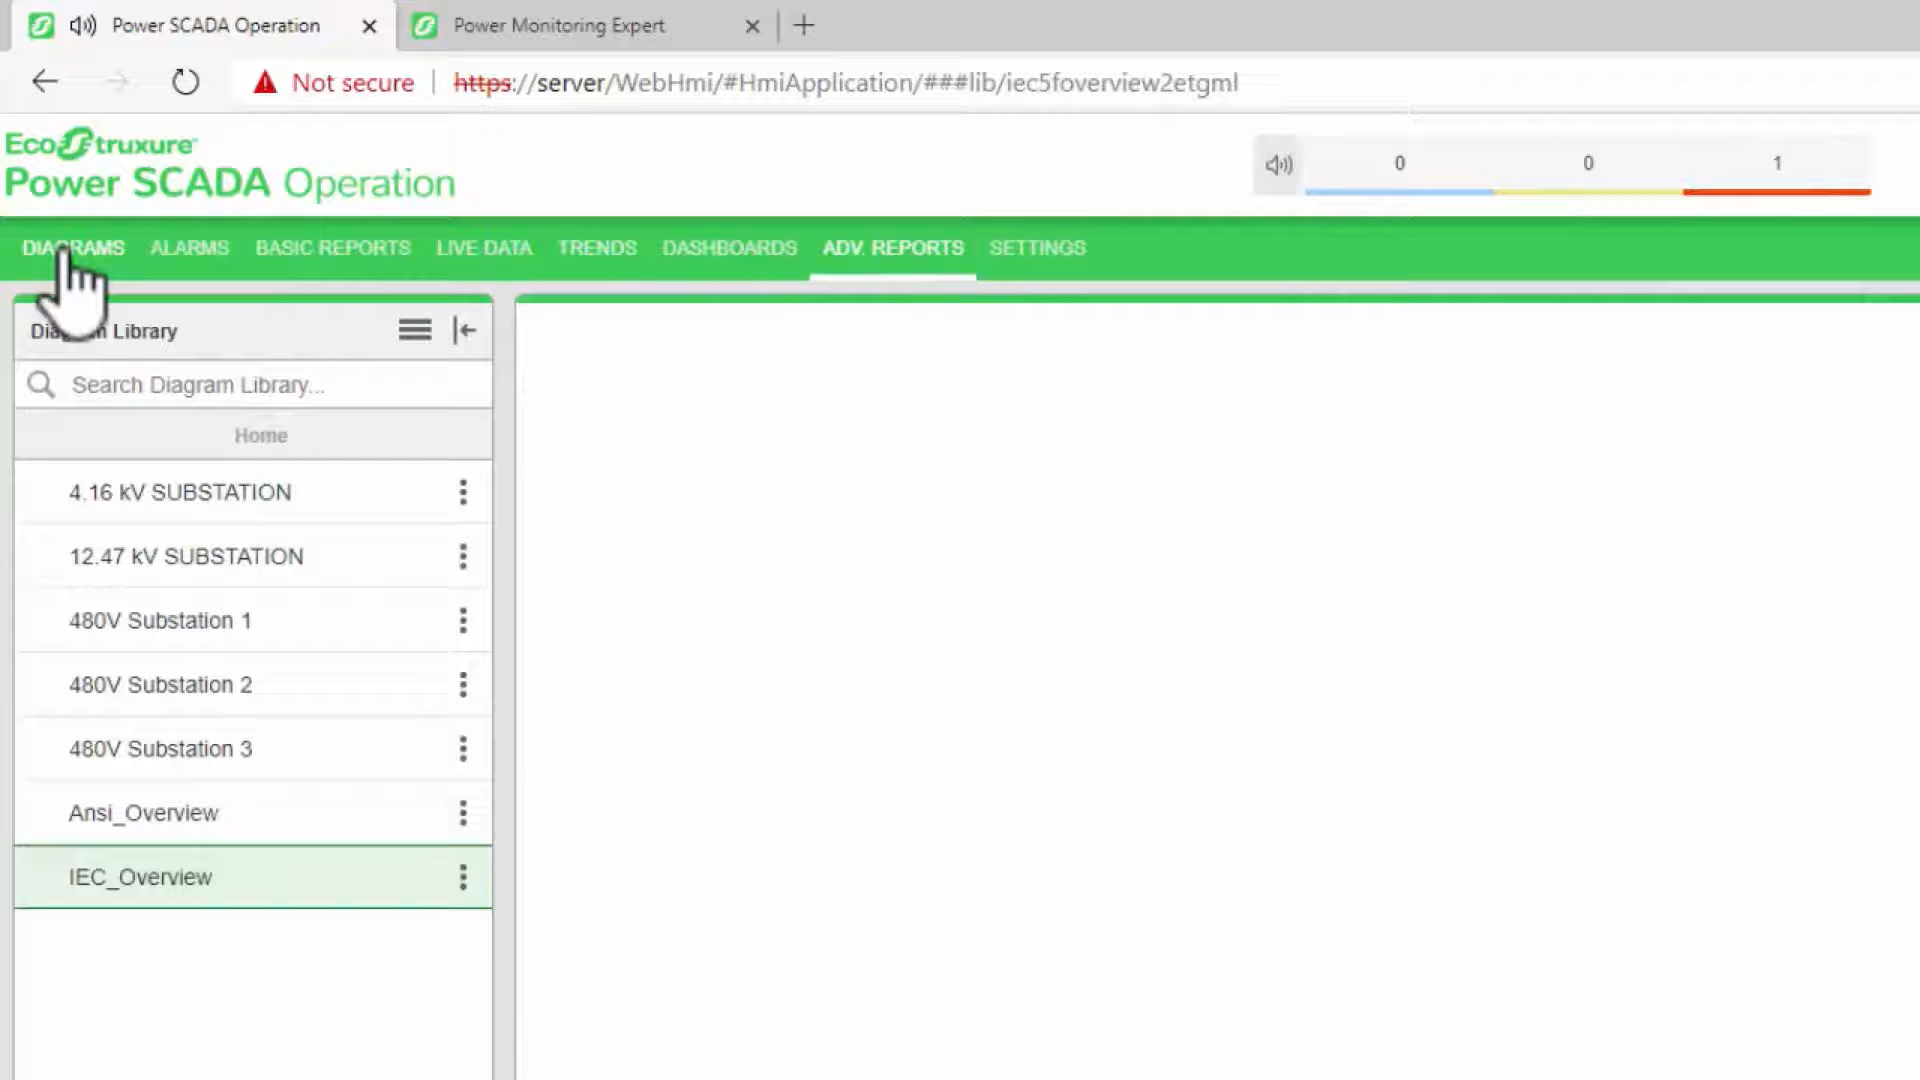 Power SCADA Operation
Power Monitoring Expert
Not secure
https://server/WebHmi/#HmiApplication/###lib/iec5foverview2etgml
EcoStruxure
Power SCADA Operation
0
0
1
DIAGRAMS
ALARMS
BASIC REPORTS
LIVE DATA
TRENDS
DASHBOARDS
ADV. REPORTS
SETTINGS
Diagram Library
Search Diagram Library...
Home
4.16 kV SUBSTATION
12.47 kV SUBSTATION
480V Substation 1
480V Substation 2
480V Substation 3
Ansi_Overview
IEC_Overview